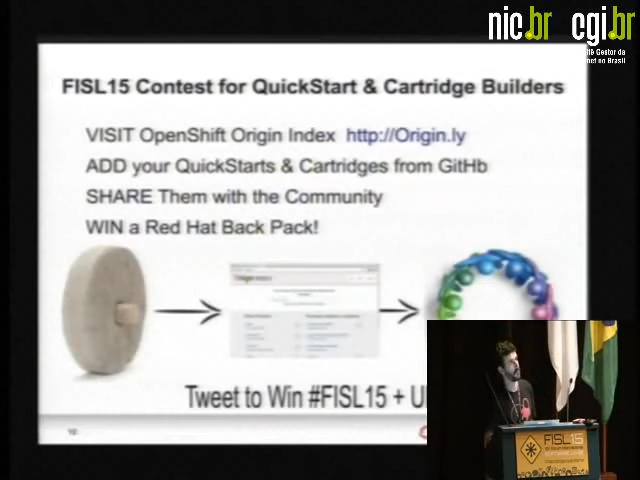 nic.br cgi.br
FISL15 Contest for QuickStart & Cartridge Builders
VISIT OpenShift Origin Index http://Origin.ly
ADD your QuickStarts & Cartridges from GitHb
SHARE Them with the Community
WIN a Red Hat Back Pack!
Tweet to Win #FISL15 +
FISL15